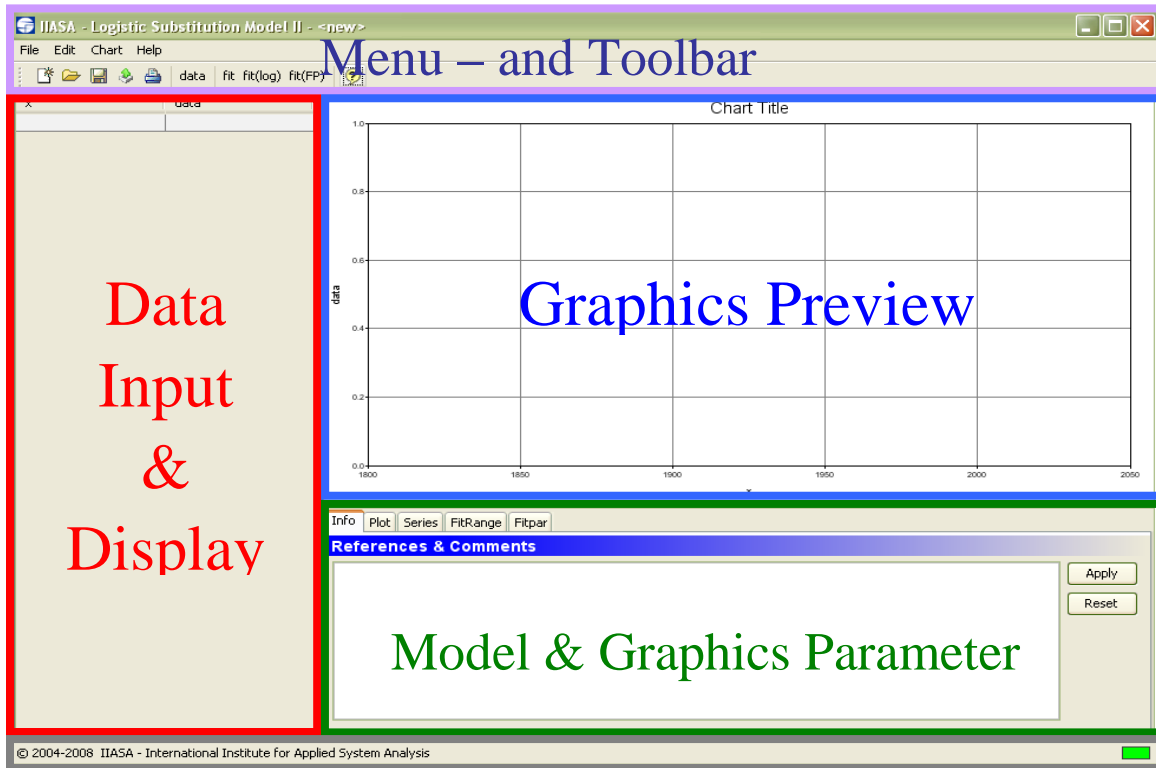 IIASA - Logistic Substitution Model II - <new>
File Edit Chart Help
Menu – and Toolbar
data fit fit(log) fit(FP)
x data
Data
Input
&
Display
Chart Title
1.0
0.8
0.6
0.4
0.2
0.0
data
Graphics Preview
1800 1850 1900 1950 2000 2050
x
Info Plot Series FitRange Fitpar
References & Comments
Apply
Reset
Model & Graphics Parameter
© 2004-2008 IIASA - International Institute for Applied System Analysis